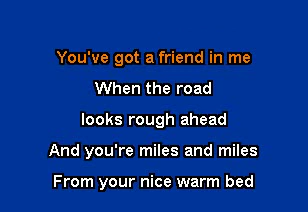 You've got a friend in me
When the road
looks rough ahead
And you're miles and miles
From your nice warm bed